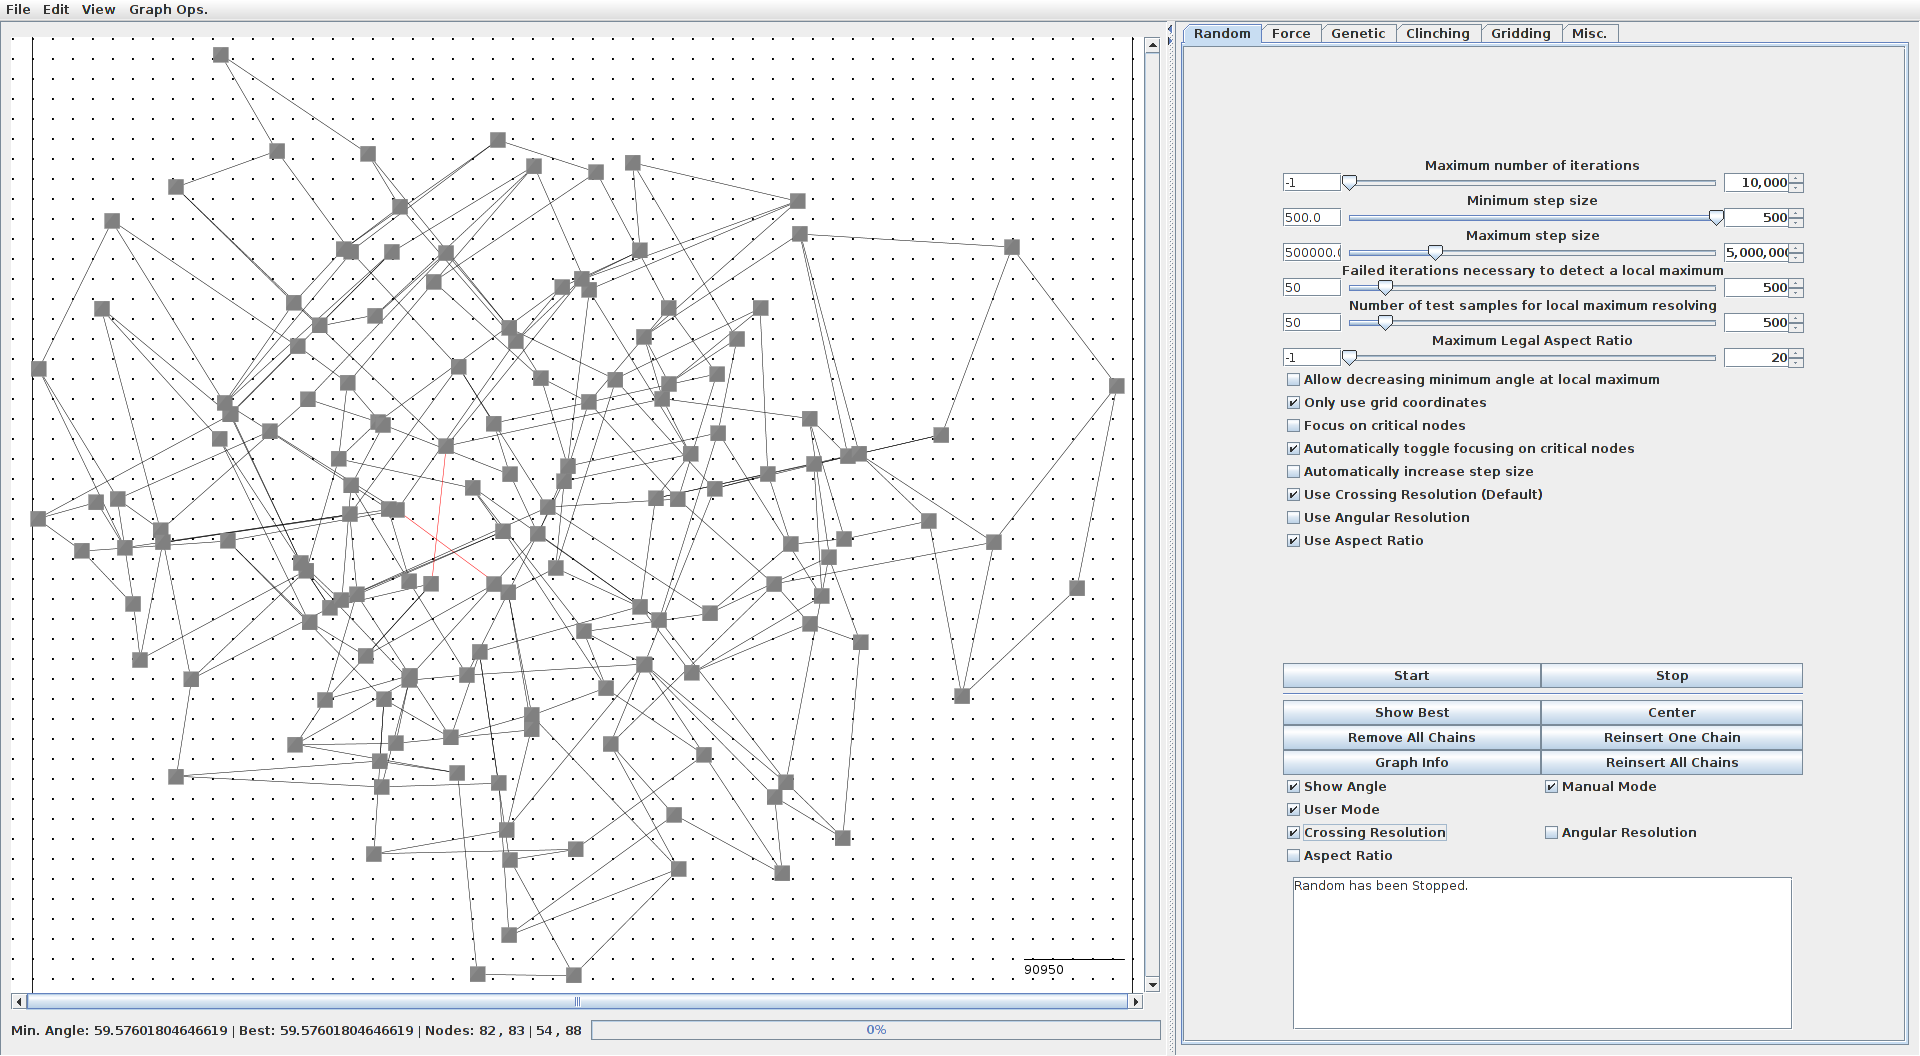 File Edit View Graph Ops.
Random Force Genetic Clinching Gridding Misc.
Maximum number of iterations
-1 10,000
Minimum step size
500.0 500
Maximum step size
500000.0 5,000,000
Failed iterations necessary to detect a local maximum
50 500
Number of test samples for local maximum resolving
50 500
Maximum Legal Aspect Ratio
-1 20
Allow decreasing minimum angle at local maximum
Only use grid coordinates
Focus on critical nodes
Automatically toggle focusing on critical nodes
Automatically increase step size
Use Crossing Resolution (Default)
Use Angular Resolution
Use Aspect Ratio
Start Stop
Show Best Center
Remove All Chains Reinsert One Chain
Graph Info Reinsert All Chains
Show Angle Manual Mode
User Mode
Crossing Resolution Angular Resolution
Aspect Ratio
Random has been Stopped.
90950
Min. Angle: 59.57601804646619 | Best: 59.57601804646619 | Nodes: 82 , 83 | 54 , 88 0%